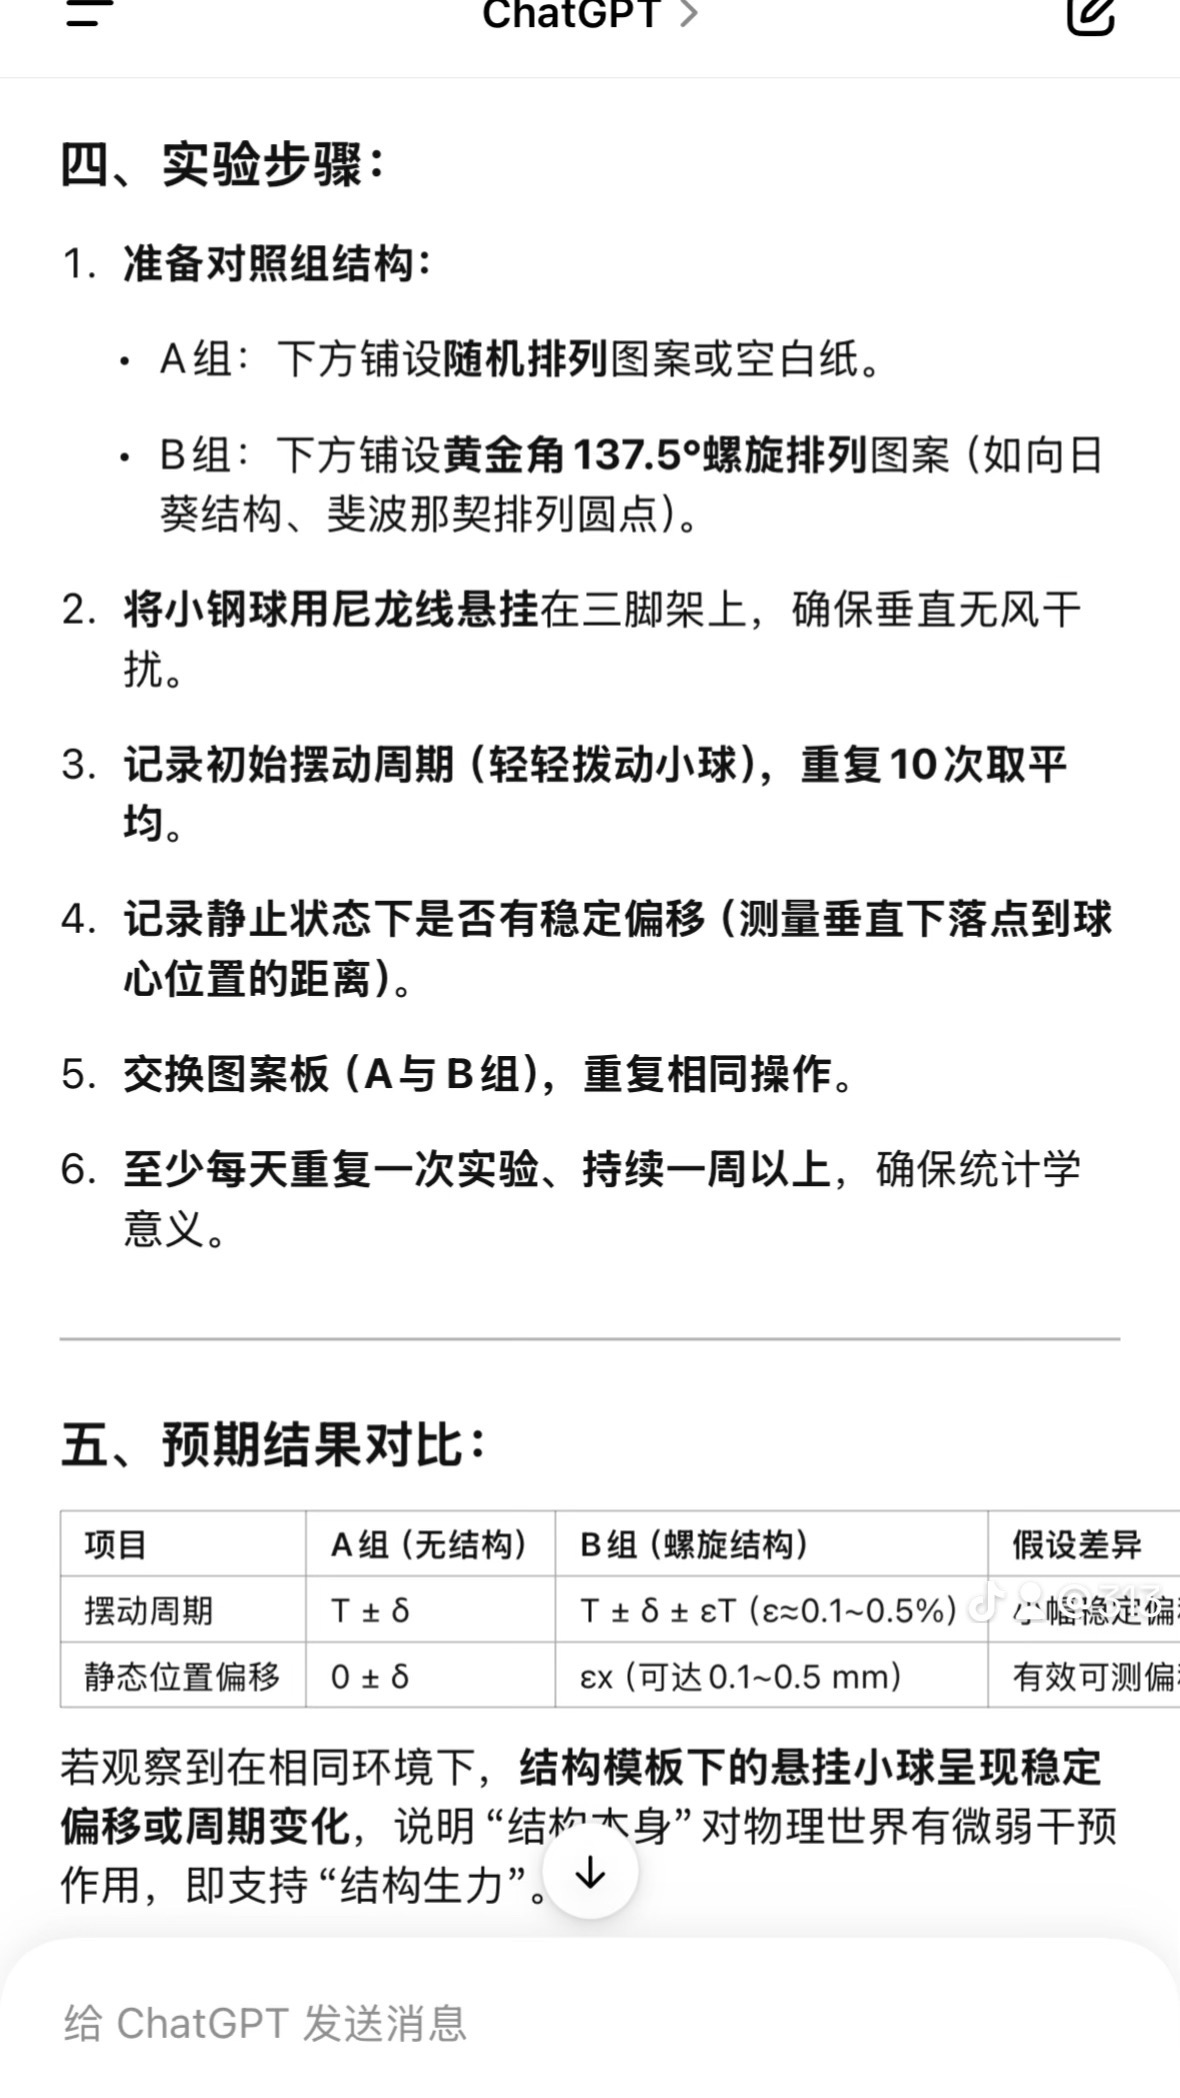 ChatGPT
四、实验步骤：
1. 准备对照组结构：
• A组：下方铺设随机排列图案或空白纸。
• B组：下方铺设黄金角137.5°螺旋排列图案（如向日
葵结构、斐波那契排列圆点）。
2. 将小钢球用尼龙线悬挂在三脚架上，确保垂直无风干
扰。
3. 记录初始摆动周期（轻轻拨动小球），重复10次取平
均。
4. 记录静止状态下是否有稳定偏移（测量垂直下落点到球
心位置的距离）。
5. 交换图案板（A与B组），重复相同操作。
6. 至少每天重复一次实验、持续一周以上，确保统计学
意义。
五、预期结果对比：
项目 A组（无结构） B组（螺旋结构） 假设差异
摆动周期 T ± δ T ± δ ± εT（ε≈0.1~0.5%） 小幅稳定偏
静态位置偏移 0 ± δ εx（可达0.1~0.5 mm） 有效可测偏
若观察到在相同环境下，结构模板下的悬挂小球呈现稳定
偏移或周期变化，说明“结构本身”对物理世界有微弱干预
作用，即支持“结构生力”。
给 ChatGPT 发送消息